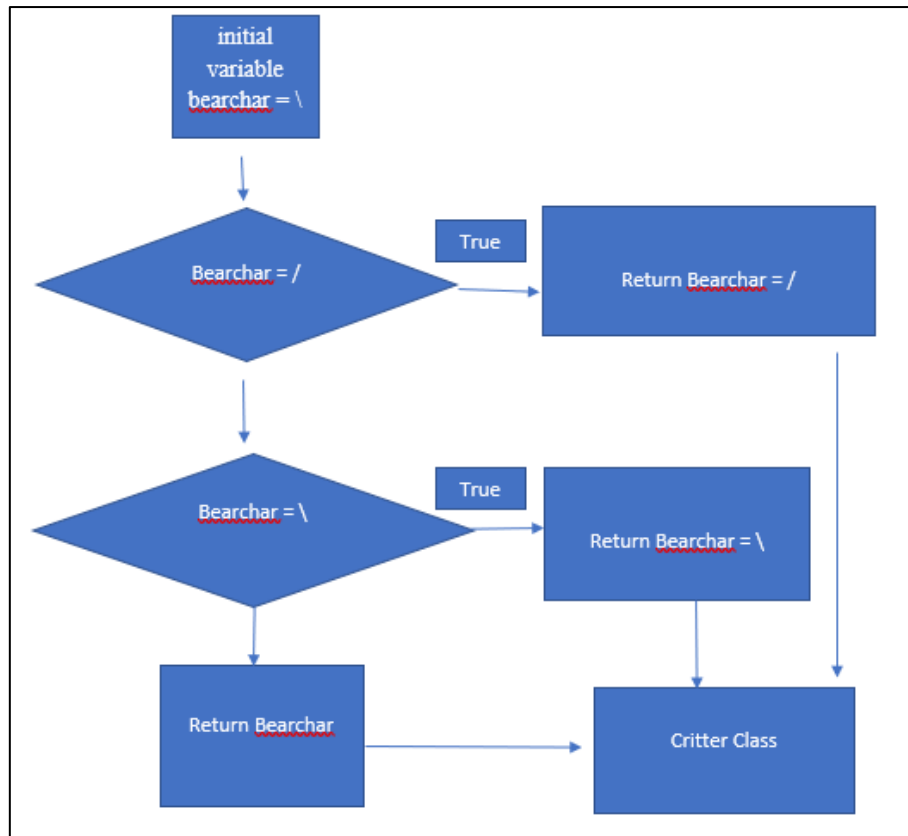 initial
variable
bearchar = \
Bearchar = /
True
Return Bearchar = /
Bearchar = \
True
Return Bearchar = \
Return Bearchar
Critter Class